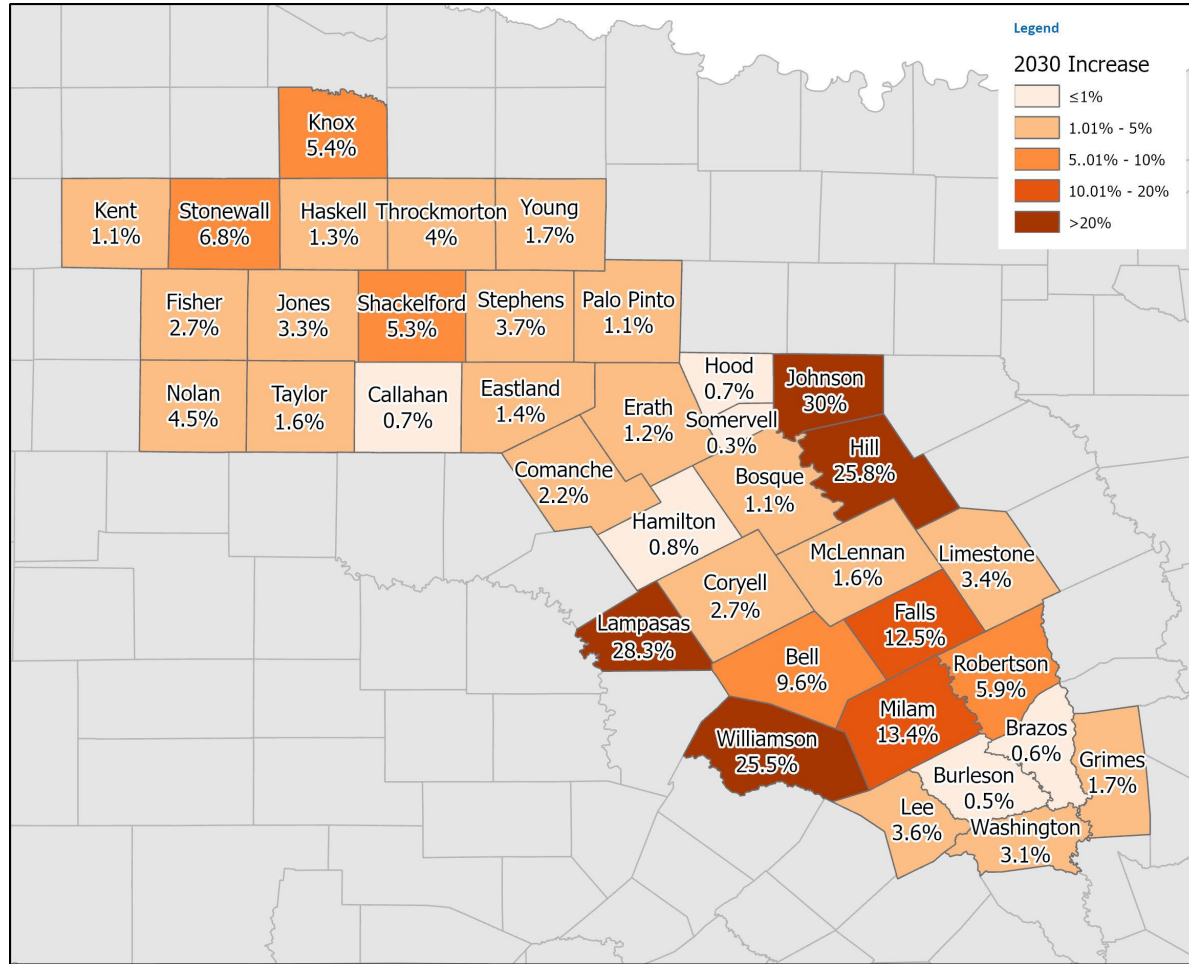 Legend
2030 Increase
≤1%
1.01% - 5%
5..01% - 10%
10.01% - 20%
>20%
Knox
5.4%
Kent
1.1%
Stonewall
6.8%
Haskell
1.3%
Throckmorton
4%
Young
1.7%
Fisher
2.7%
Jones
3.3%
Shackelford
5.3%
Stephens
3.7%
Palo Pinto
1.1%
Nolan
4.5%
Taylor
1.6%
Callahan
0.7%
Eastland
1.4%
Erath
1.2%
Hood
0.7%
Johnson
30%
Somervell
0.3%
Hill
25.8%
Comanche
2.2%
Bosque
1.1%
Hamilton
0.8%
McLennan
1.6%
Limestone
3.4%
Coryell
2.7%
Lampasas
28.3%
Falls
12.5%
Bell
9.6%
Robertson
5.9%
Milam
13.4%
Brazos
0.6%
Williamson
25.5%
Grimes
1.7%
Burleson
0.5%
Lee
3.6%
Washington
3.1%